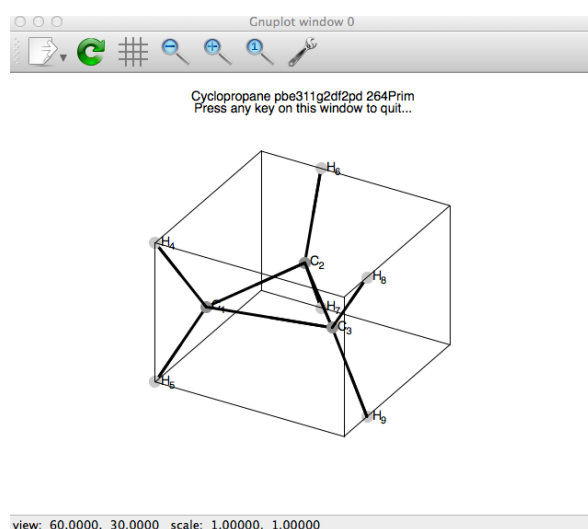 Gnuplot window 0
1
Cyclopropane pbe311g2df2pd 264Prim
Press any key on this window to quit...
H6
H4
C2
H8
C1
H7
C3
H5
H9
view: 60.0000, 30.0000 scale: 1.00000, 1.00000